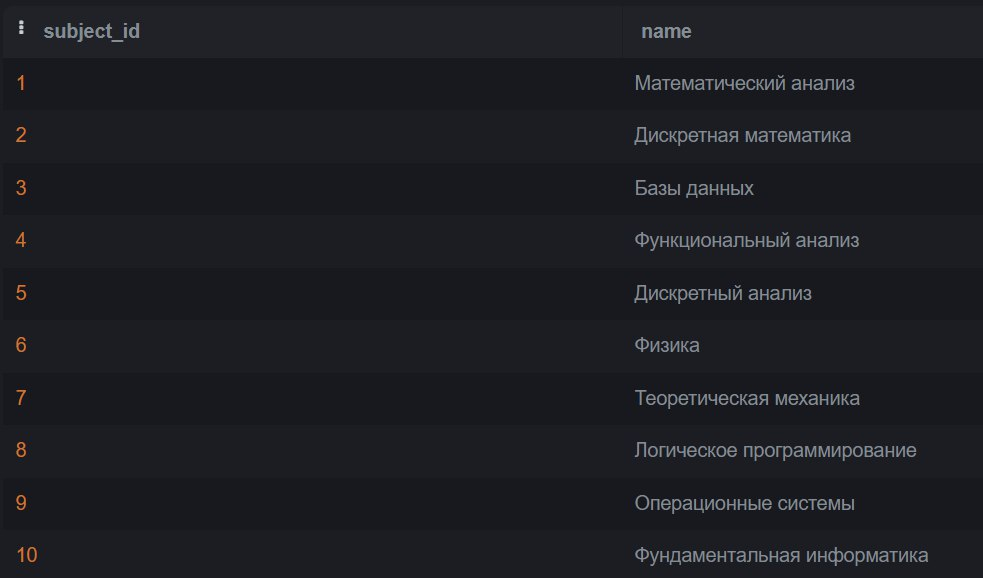 subject_id name
1 Математический анализ
2 Дискретная математика
3 Базы данных
4 Функциональный анализ
5 Дискретный анализ
6 Физика
7 Теоретическая механика
8 Логическое программирование
9 Операционные системы
10 Фундаментальная информатика